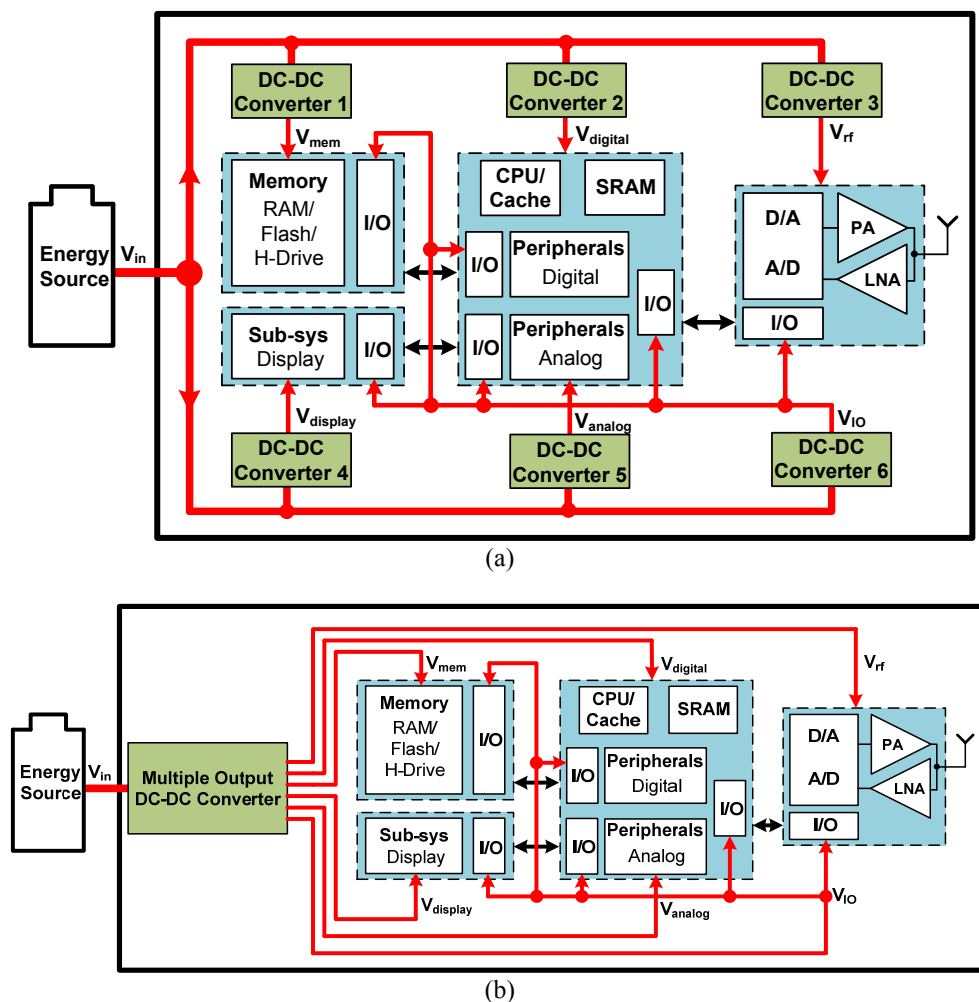 DC-DC
Converter 1
DC-DC
Converter 2
DC-DC
Converter 3
Vmem
Vdigital
Vrf
Energy
Source
Vin
Memory
RAM/
Flash/
H-Drive
I/O
CPU/
Cache
SRAM
I/O
Peripherals
Digital
I/O
D/A
A/D
PA
LNA
I/O
Sub-sys
Display
I/O
I/O
Peripherals
Analog
Vdisplay
Vanalog
VIO
DC-DC
Converter 4
DC-DC
Converter 5
DC-DC
Converter 6
(a)
Vmem
Vdigital
Vrf
Energy
Source
Vin
Multiple Output
DC-DC Converter
Memory
RAM/
Flash/
H-Drive
I/O
CPU/
Cache
SRAM
I/O
Peripherals
Digital
I/O
D/A
A/D
PA
LNA
I/O
Sub-sys
Display
I/O
I/O
Peripherals
Analog
Vdisplay
Vanalog
VIO
(b)